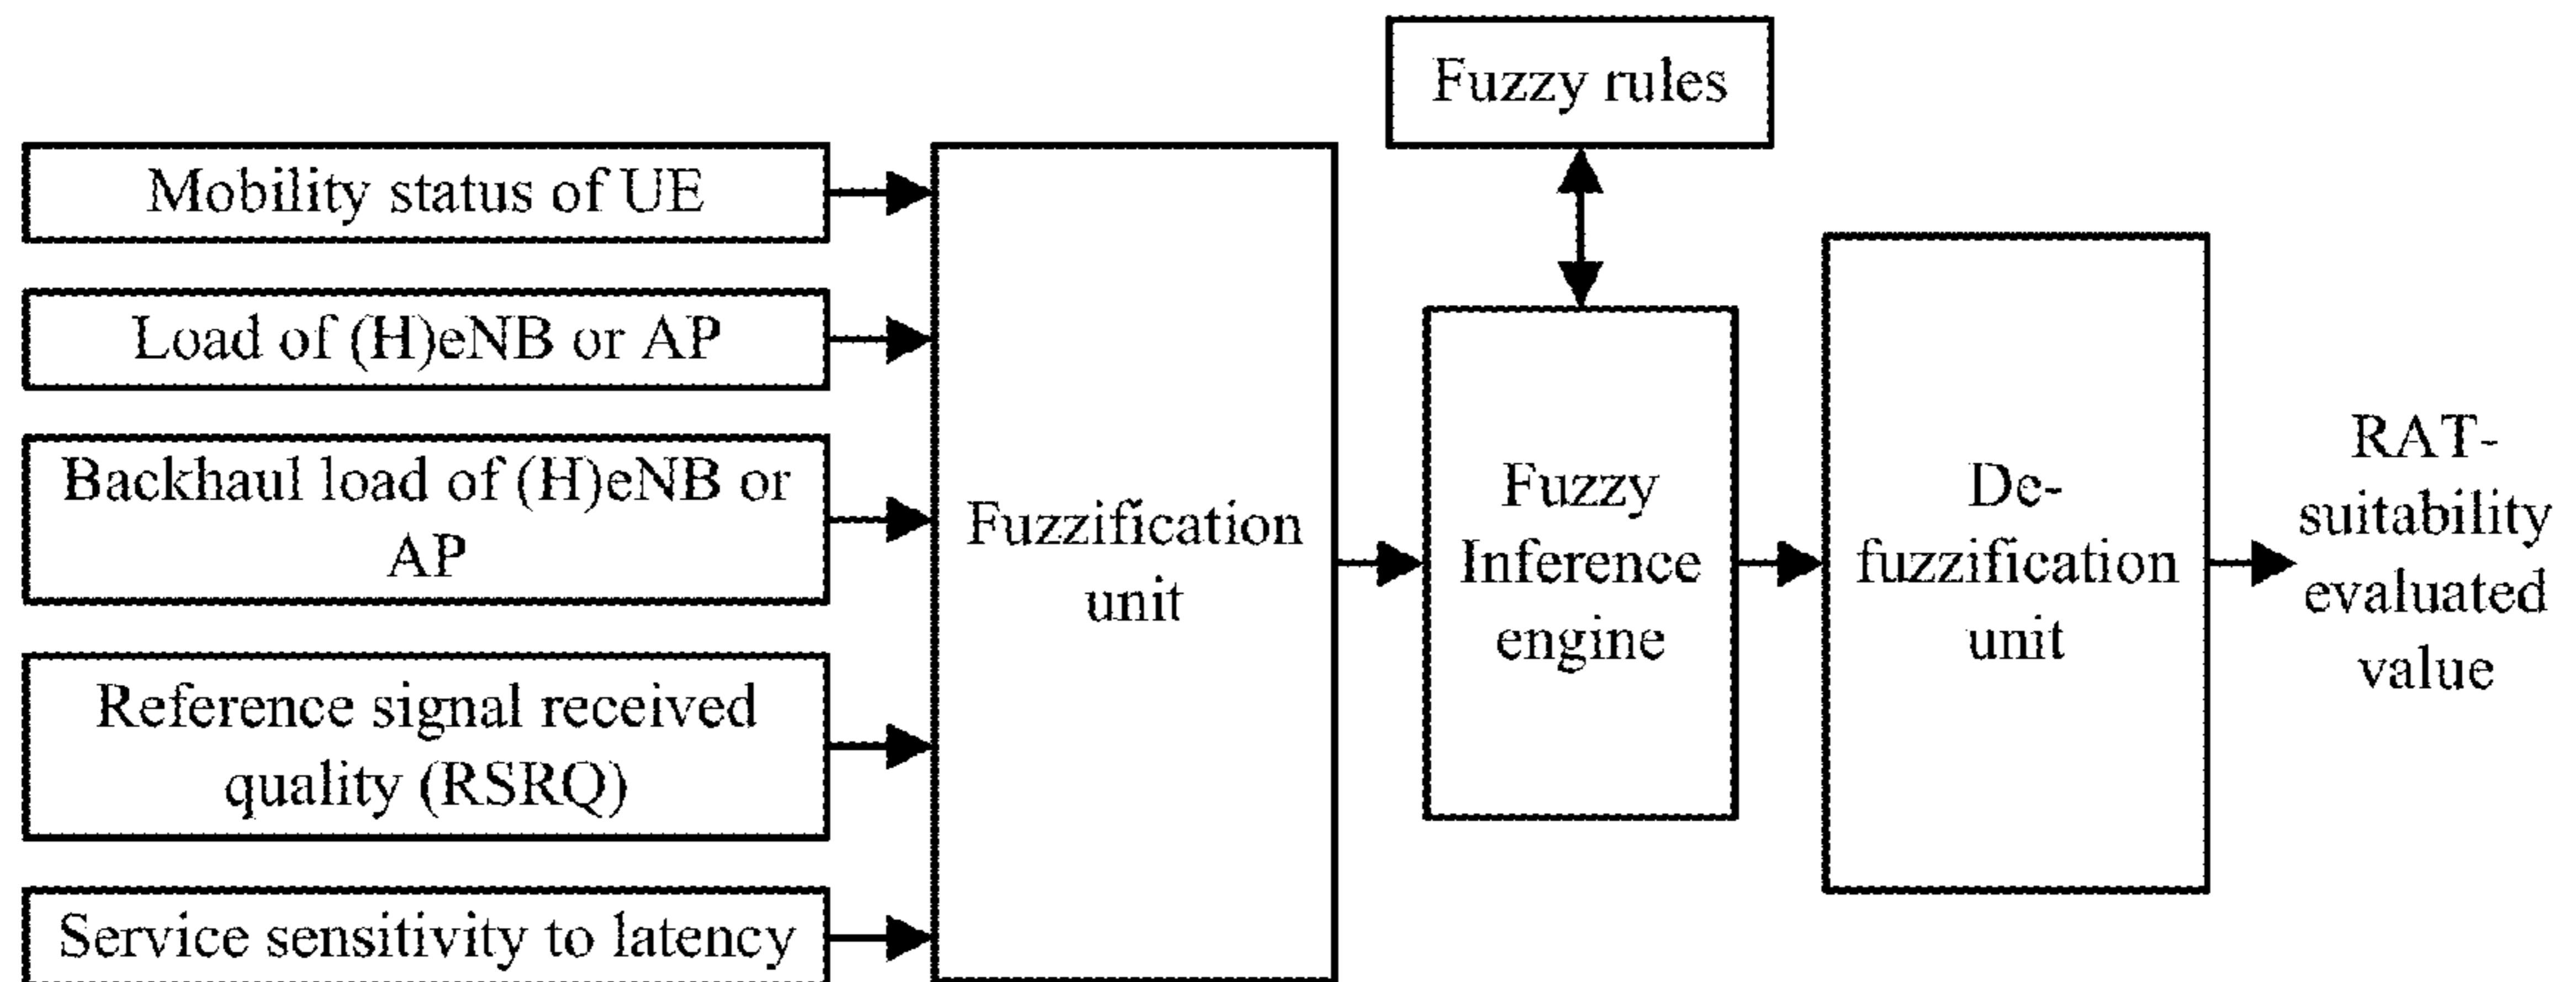 Fuzzy rules
Mobility status of UE
Load of (H)eNB or AP
Backhaul load of (H)eNB or
AP
Reference signal received
quality (RSRQ)
Service sensitivity to latency
Fuzzification
unit
Fuzzy
Inference
engine
De-
fuzzification
unit
RAT-
suitability
evaluated
value